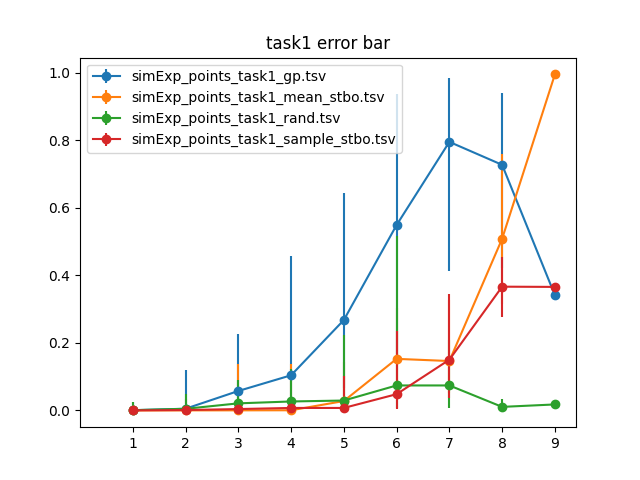 task1 error bar
simExp_points_task1_gp.tsv
simExp_points_task1_mean_stbo.tsv
simExp_points_task1_rand.tsv
simExp_points_task1_sample_stbo.tsv
1.0
0.8
0.6
0.4
0.2
0.0
1 2 3 4 5 6 7 8 9